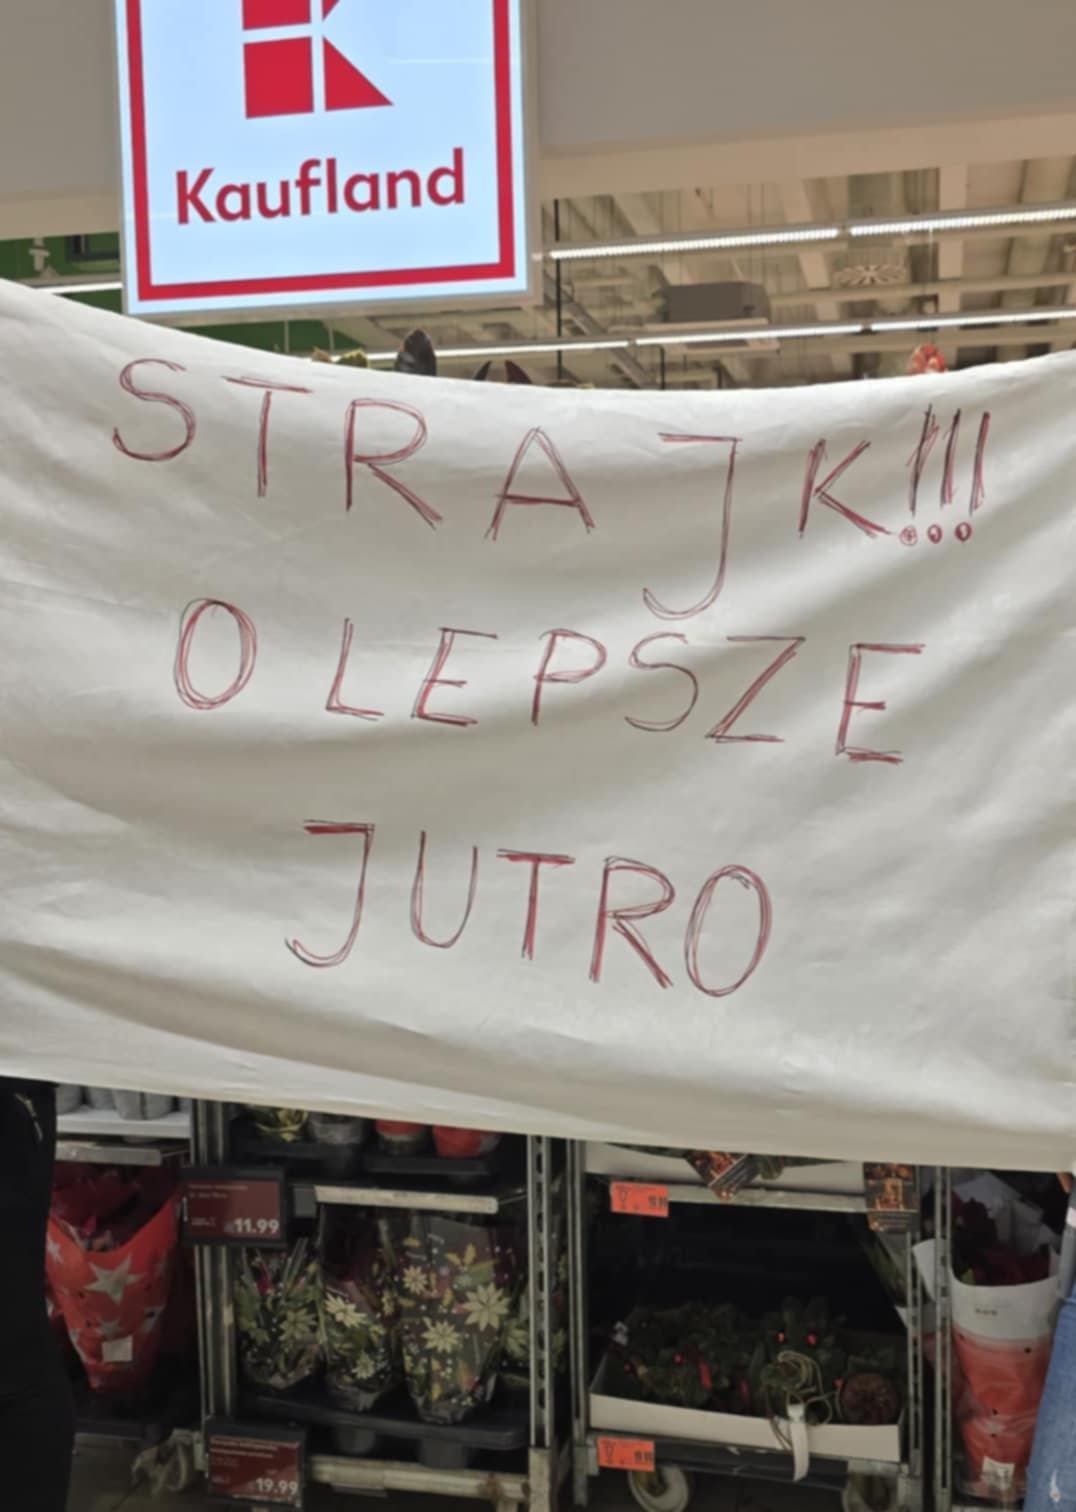 Kaufland
STRAJK!!!
O LEPSZE
JUTRO
11.99
19.99